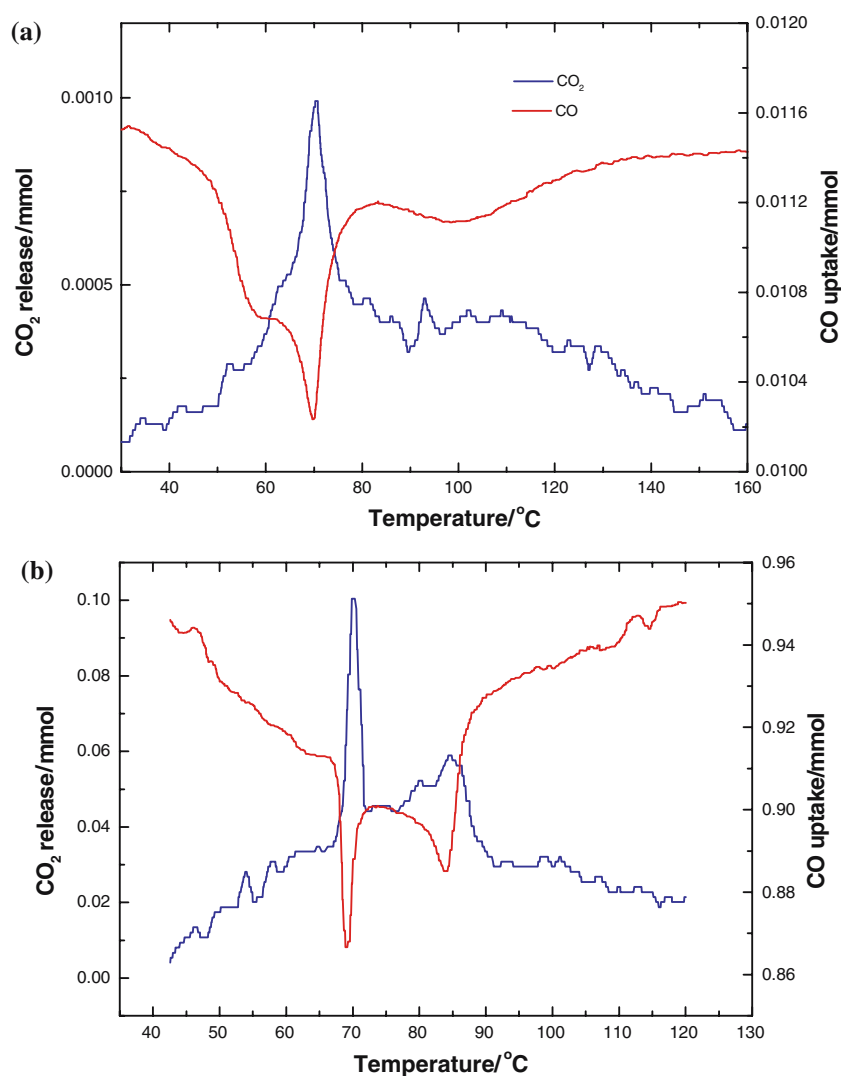 (a)
0.0010
0.0005
0.0000
CO₂ release/mmol
CO₂
CO
0.0120
0.0116
0.0112
0.0108
0.0104
0.0100
CO uptake/mmol
40 60 80 100 120 140 160
Temperature/°C
(b)
0.10
0.08
0.06
0.04
0.02
0.00
CO₂ release/mmol
0.96
0.94
0.92
0.90
0.88
0.86
CO uptake/mmol
40 50 60 70 80 90 100 110 120 130
Temperature/°C